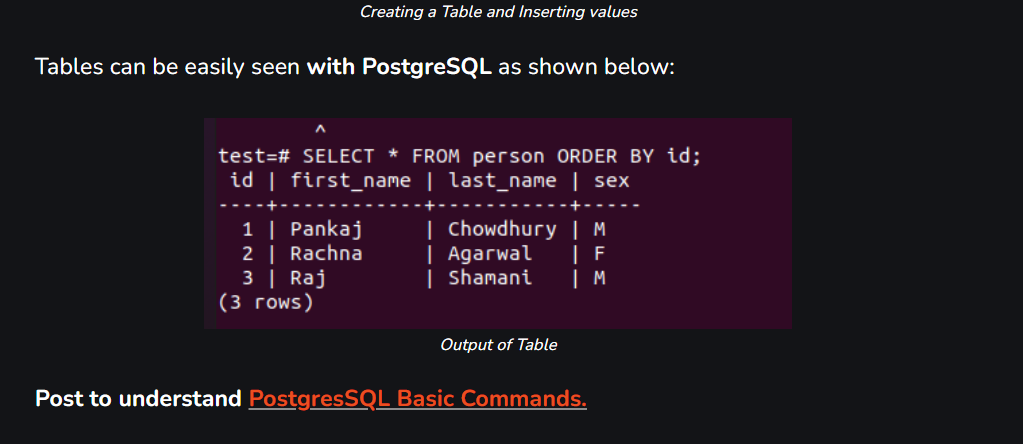 Creating a Table and Inserting values
Tables can be easily seen with PostgreSQL as shown below:
^
test=# SELECT * FROM person ORDER BY id;
 id | first_name | last_name | sex
----+------------+-----------+-----
  1 | Pankaj     | Chowdhury | M
  2 | Rachna     | Agarwal   | F
  3 | Raj        | Shamani   | M
(3 rows)
Output of Table
Post to understand PostgresSQL Basic Commands.